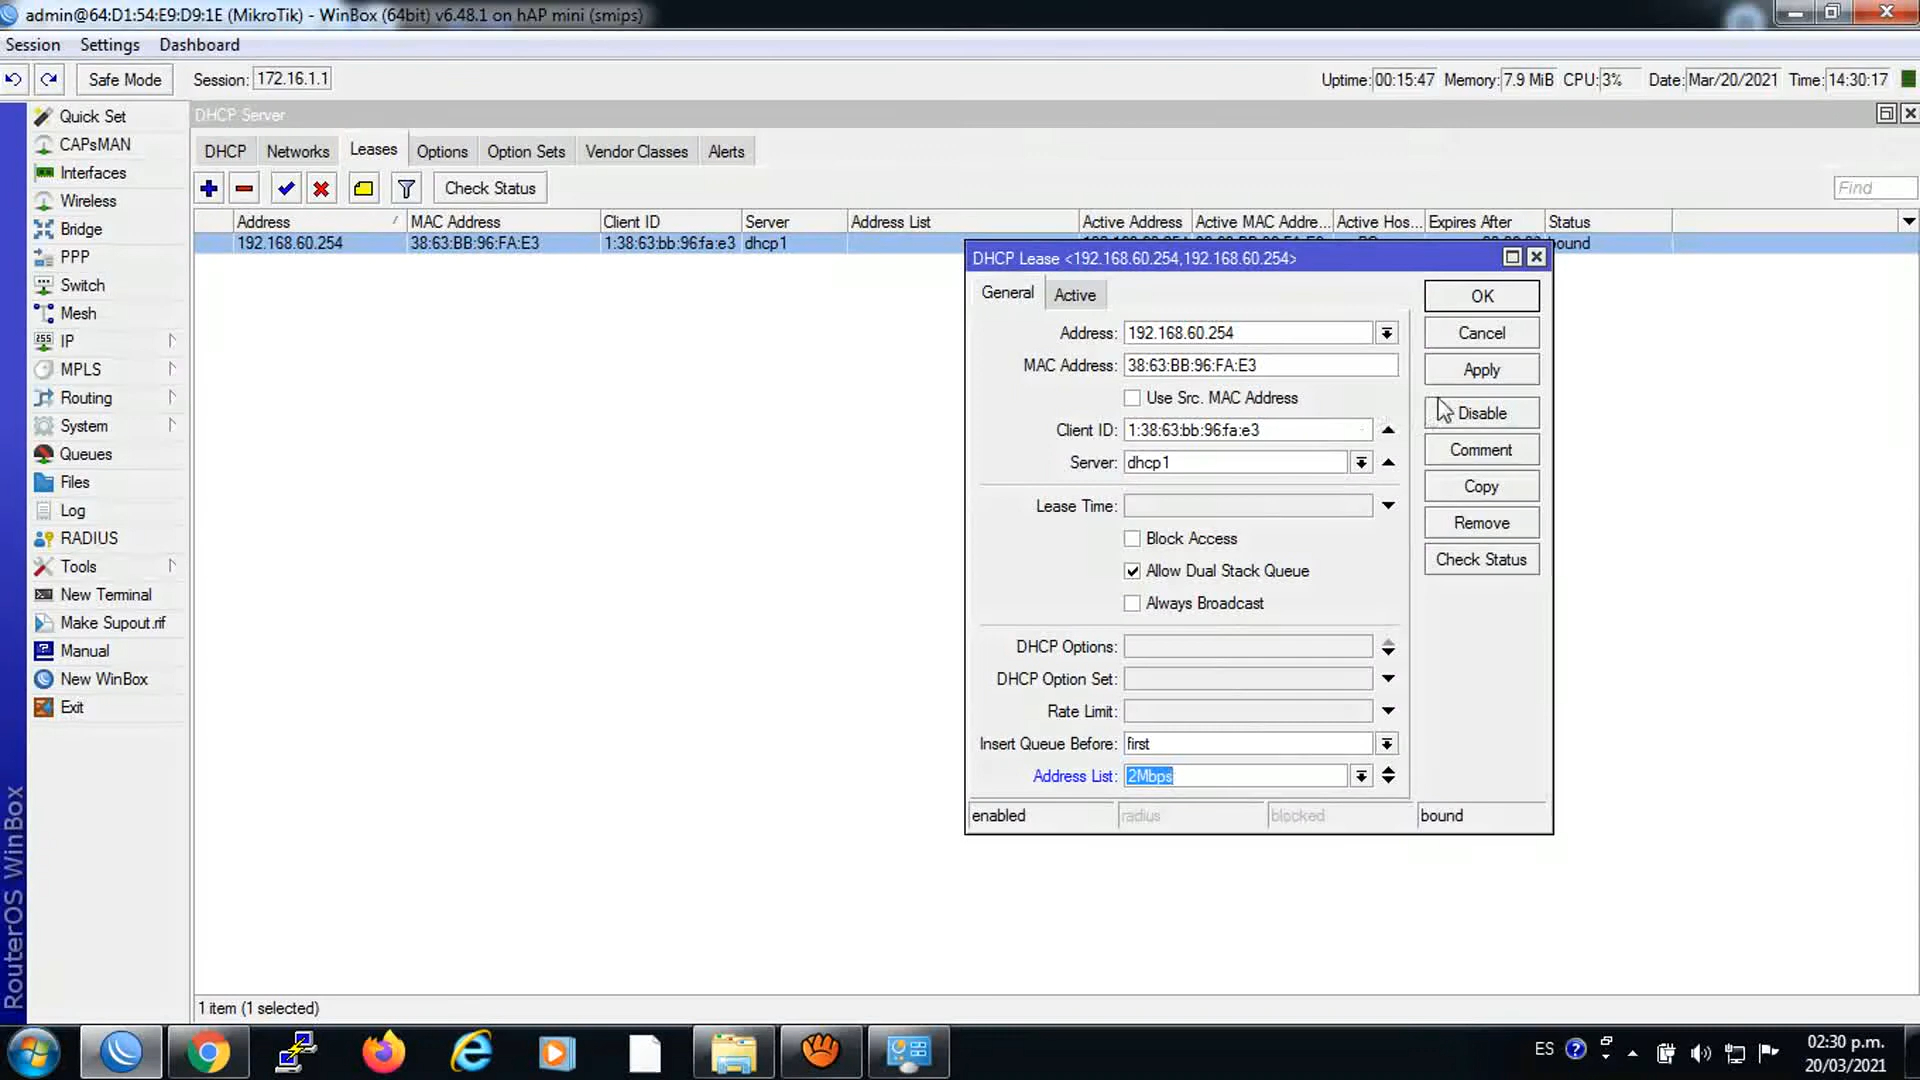 admin@64:D1:54:E9:D9:1E (MikroTik) - WinBox (64bit) v6.48.1 on hAP mini (smips)
Session Settings Dashboard
Safe Mode Session: 172.16.1.1 Uptime: 00:15:47 Memory: 7.9 MiB CPU: 3% Date: Mar/20/2021 Time: 14:30:17
Quick Set
CAPsMAN
Interfaces
Wireless
Bridge
PPP
Switch
Mesh
IP
MPLS
Routing
System
Queues
Files
Log
RADIUS
Tools
New Terminal
Make Supout.rif
Manual
New WinBox
Exit
RouterOS WinBox
DHCP Server
DHCP Networks Leases Options Option Sets Vendor Classes Alerts
Check Status Find
Address MAC Address Client ID Server Address List Active Address Active MAC Addre... Active Hos... Expires After Status
192.168.60.254 38:63:BB:96:FA:E3 1:38:63:bb:96:fa:e3 dhcp1 bound
DHCP Lease <192.168.60.254,192.168.60.254>
General Active
Address: 192.168.60.254
MAC Address: 38:63:BB:96:FA:E3
Use Src. MAC Address
Client ID: 1:38:63:bb:96:fa:e3
Server: dhcp1
Lease Time:
Block Access
Allow Dual Stack Queue
Always Broadcast
DHCP Options:
DHCP Option Set:
Rate Limit:
Insert Queue Before: first
Address List: 2Mbps
enabled radius blocked bound
OK
Cancel
Apply
Disable
Comment
Copy
Remove
Check Status
1 item (1 selected)
ES
02:30 p.m.
20/03/2021